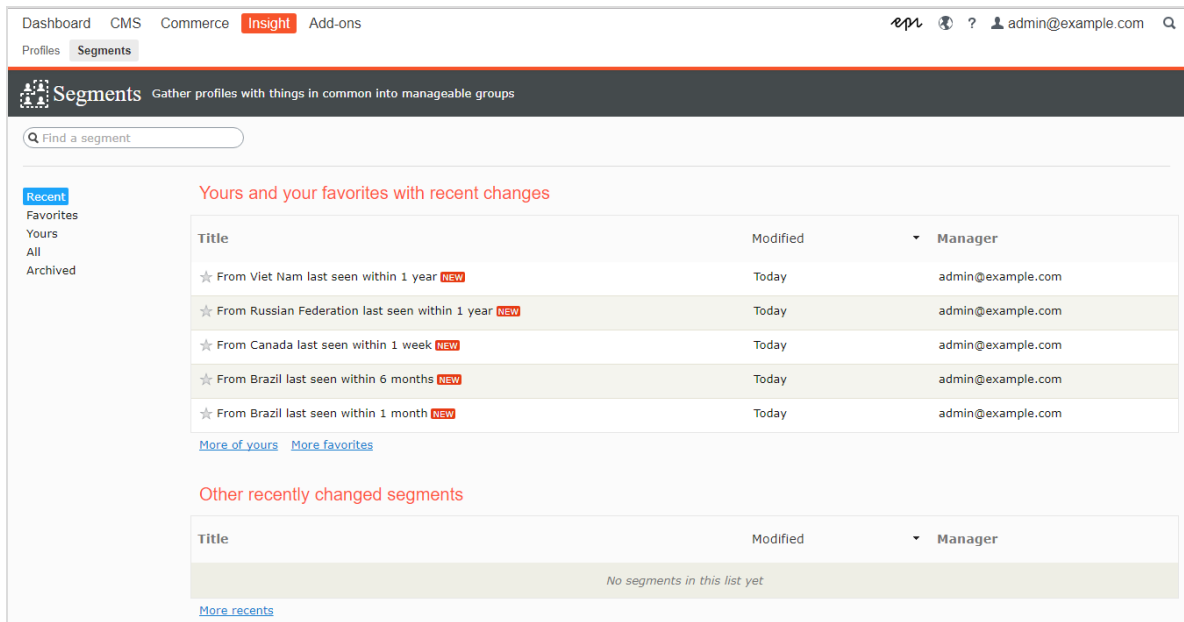 Dashboard CMS Commerce Insight Add-ons epi ? admin@example.com
Profiles Segments
Segments Gather profiles with things in common into manageable groups
Find a segment
Recent
Favorites
Yours
All
Archived
Yours and your favorites with recent changes
Title Modified Manager
From Viet Nam last seen within 1 year NEW Today admin@example.com
From Russian Federation last seen within 1 year NEW Today admin@example.com
From Canada last seen within 1 week NEW Today admin@example.com
From Brazil last seen within 6 months NEW Today admin@example.com
From Brazil last seen within 1 month NEW Today admin@example.com
More of yours More favorites
Other recently changed segments
Title Modified Manager
No segments in this list yet
More recents